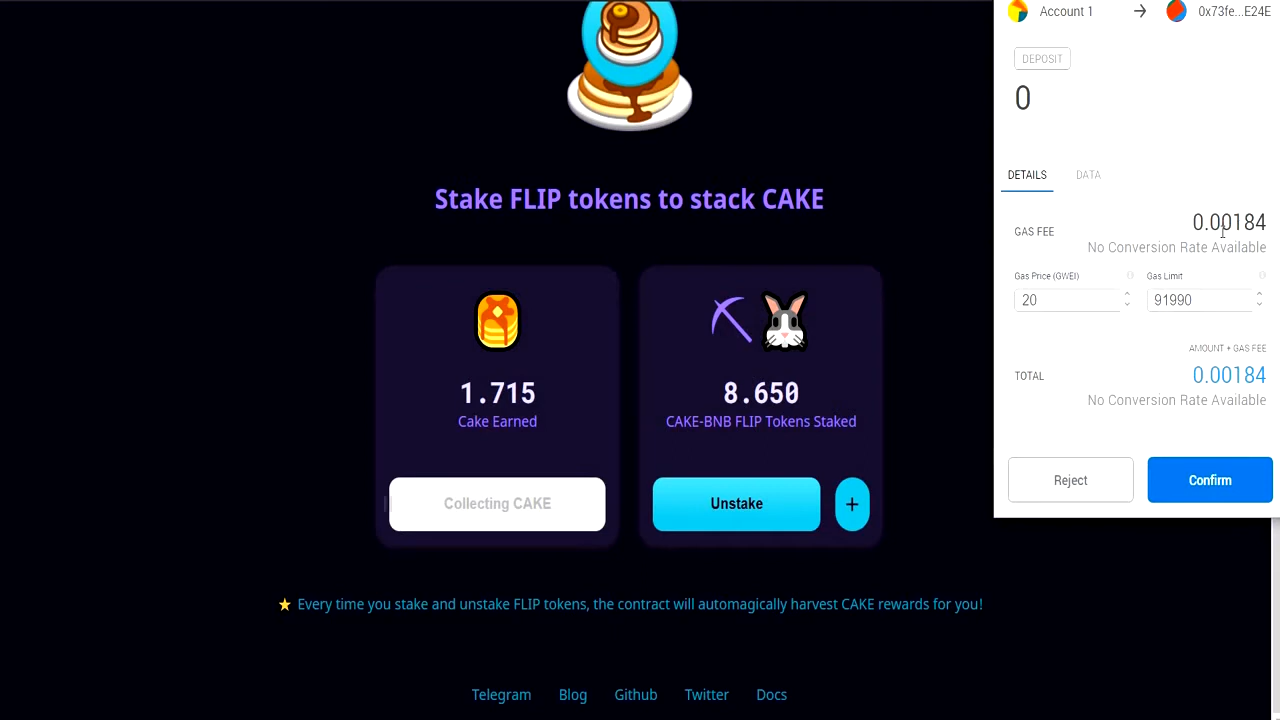 Account 1 → 0x73fe...E24E
DEPOSIT
0
DETAILS DATA
GAS FEE 0.00184
No Conversion Rate Available
Gas Price (GWEI) Gas Limit
20 91990
AMOUNT + GAS FEE
TOTAL 0.00184
No Conversion Rate Available
Reject Confirm
Stake FLIP tokens to stack CAKE
1.715
Cake Earned
Collecting CAKE
8.650
CAKE-BNB FLIP Tokens Staked
Unstake +
Every time you stake and unstake FLIP tokens, the contract will automagically harvest CAKE rewards for you!
Telegram Blog Github Twitter Docs